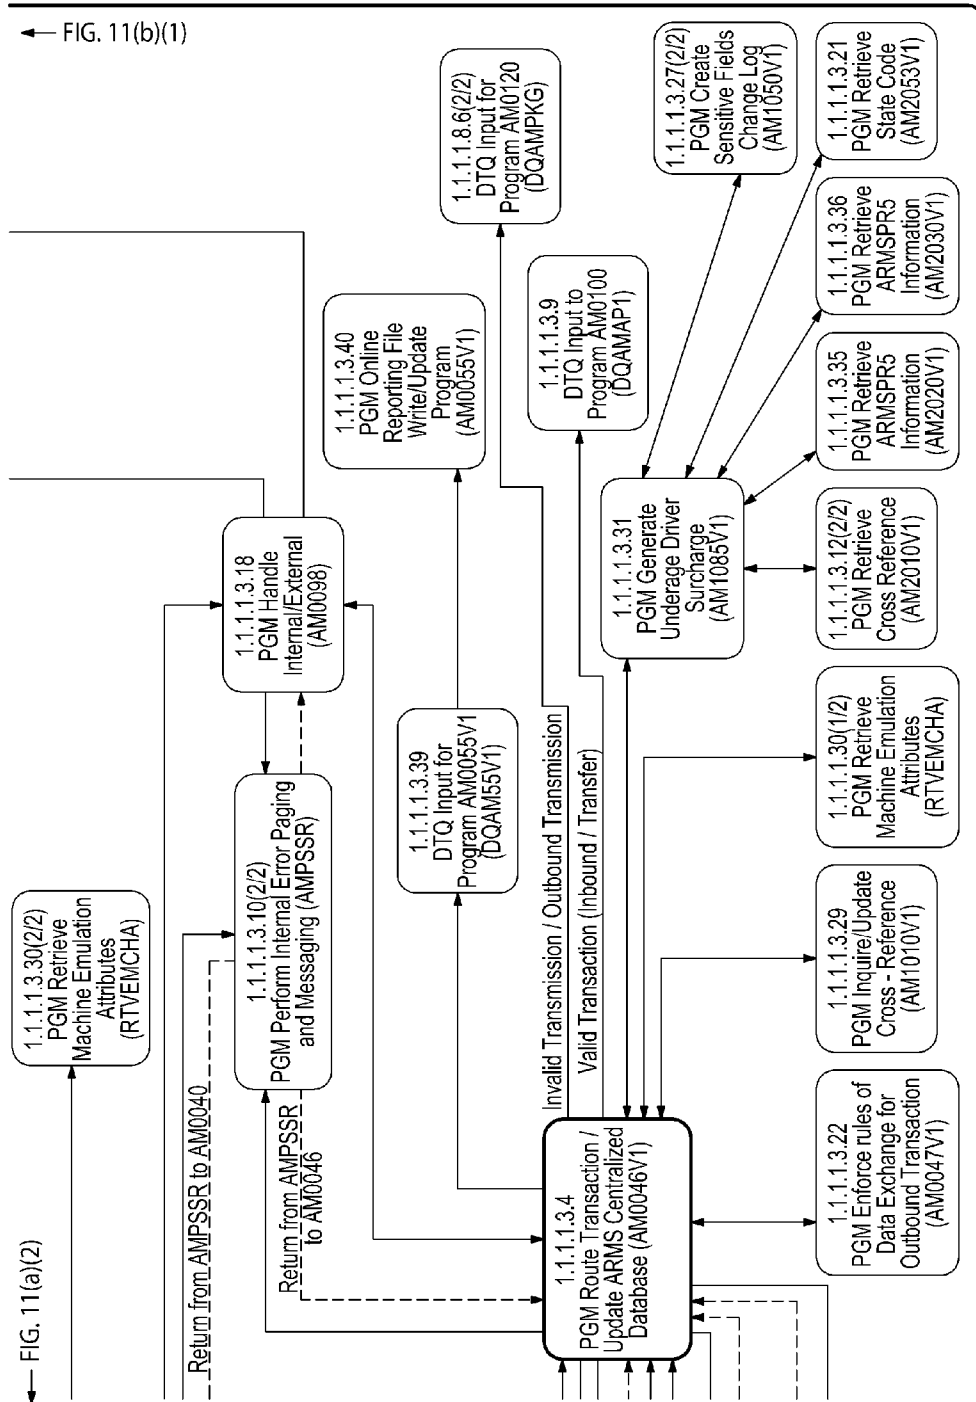 FIG. 11(b)(1)
FIG. 11(a)(2)
1.1.1.1.3.30(2/2)
PGM Retrieve
Machine Emulation
Attributes
(RTVEMCHA)
Return from AMPSSR to AM0040
1.1.1.1.3.10(2/2)
PGM Perform Internal Error Paging
and Messaging (AMPSSR)
Return from AMPSSR
to AM0046
1.1.1.1.3.18
PGM Handle
Internal/External
(AM0098)
1.1.1.1.3.39
DTQ Input for
Program AM0055V1
(DQAM55V1)
1.1.1.1.3.40
PGM Online
Reporting File
Write/Update
Program
(AM0055V1)
1.1.1.1.8.6(2/2)
DTQ Input for
Program AM0120
(DQAMPKG)
1.1.1.1.3.9
DTQ Input to
Program AM0100
(DQAMAP1)
Invalid Transmission / Outbound Transmission
Valid Transaction (Inbound / Transfer)
1.1.1.1.3.4
PGM Route Transaction /
Update ARMS Centralized
Database (AM0046V1)
1.1.1.1.3.31
PGM Generate
Underage Driver
Surcharge
(AM1085V1)
1.1.1.1.3.27(2/2)
PGM Create
Sensitive Fields
Change Log
(AM1050V1)
1.1.1.1.3.22
PGM Enforce rules of
Data Exchange for
Outbound Transaction
(AM0047V1)
1.1.1.1.3.29
PGM Inquire/Update
Cross - Reference
(AM1010V1)
1.1.1.1.30(1/2)
PGM Retrieve
Machine Emulation
Attributes
(RTVEMCHA)
1.1.1.1.3.12(2/2)
PGM Retrieve
Cross Reference
(AM2010V1)
1.1.1.1.3.35
PGM Retrieve
ARMSPR5
Information
(AM2020V1)
1.1.1.1.3.36
PGM Retrieve
ARMSPR5
Information
(AM2030V1)
1.1.1.1.3.21
PGM Retrieve
State Code
(AM2053V1)